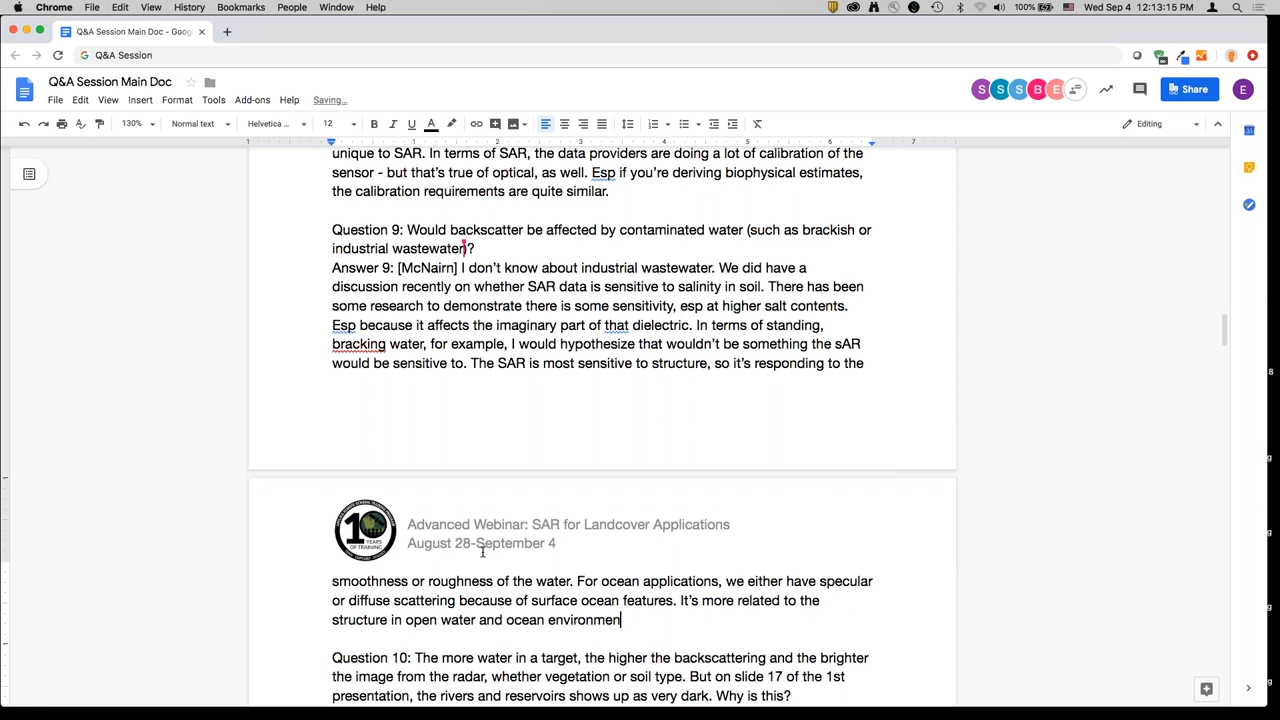 Chrome File Edit View History Bookmarks People Window Help 100% Wed Sep 4 12:13:15 PM
Q&A Session Main Doc - Goog
Q&A Session
Q&A Session Main Doc
File Edit View Insert Format Tools Add-ons Help Saving...
S S S B E Share E
130% Normal text Helvetica ... 12 B I U A Editing
1 1 2 3 4 5 6 7
unique to SAR. In terms of SAR, the data providers are doing a lot of calibration of the
sensor - but that's true of optical, as well. Esp if you're deriving biophysical estimates,
the calibration requirements are quite similar.
Question 9: Would backscatter be affected by contaminated water (such as brackish or
industrial wastewater)?
Answer 9: [McNairn] I don't know about industrial wastewater. We did have a
discussion recently on whether SAR data is sensitive to salinity in soil. There has been
some research to demonstrate there is some sensitivity, esp at higher salt contents.
Esp because it affects the imaginary part of that dielectric. In terms of standing,
bracking water, for example, I would hypothesize that wouldn't be something the sAR
would be sensitive to. The SAR is most sensitive to structure, so it's responding to the
10 YEARS OF TRAINING
Advanced Webinar: SAR for Landcover Applications
August 28-September 4
smoothness or roughness of the water. For ocean applications, we either have specular
or diffuse scattering because of surface ocean features. It's more related to the
structure in open water and ocean environmen
Question 10: The more water in a target, the higher the backscattering and the brighter
the image from the radar, whether vegetation or soil type. But on slide 17 of the 1st
presentation, the rivers and reservoirs shows up as very dark. Why is this?